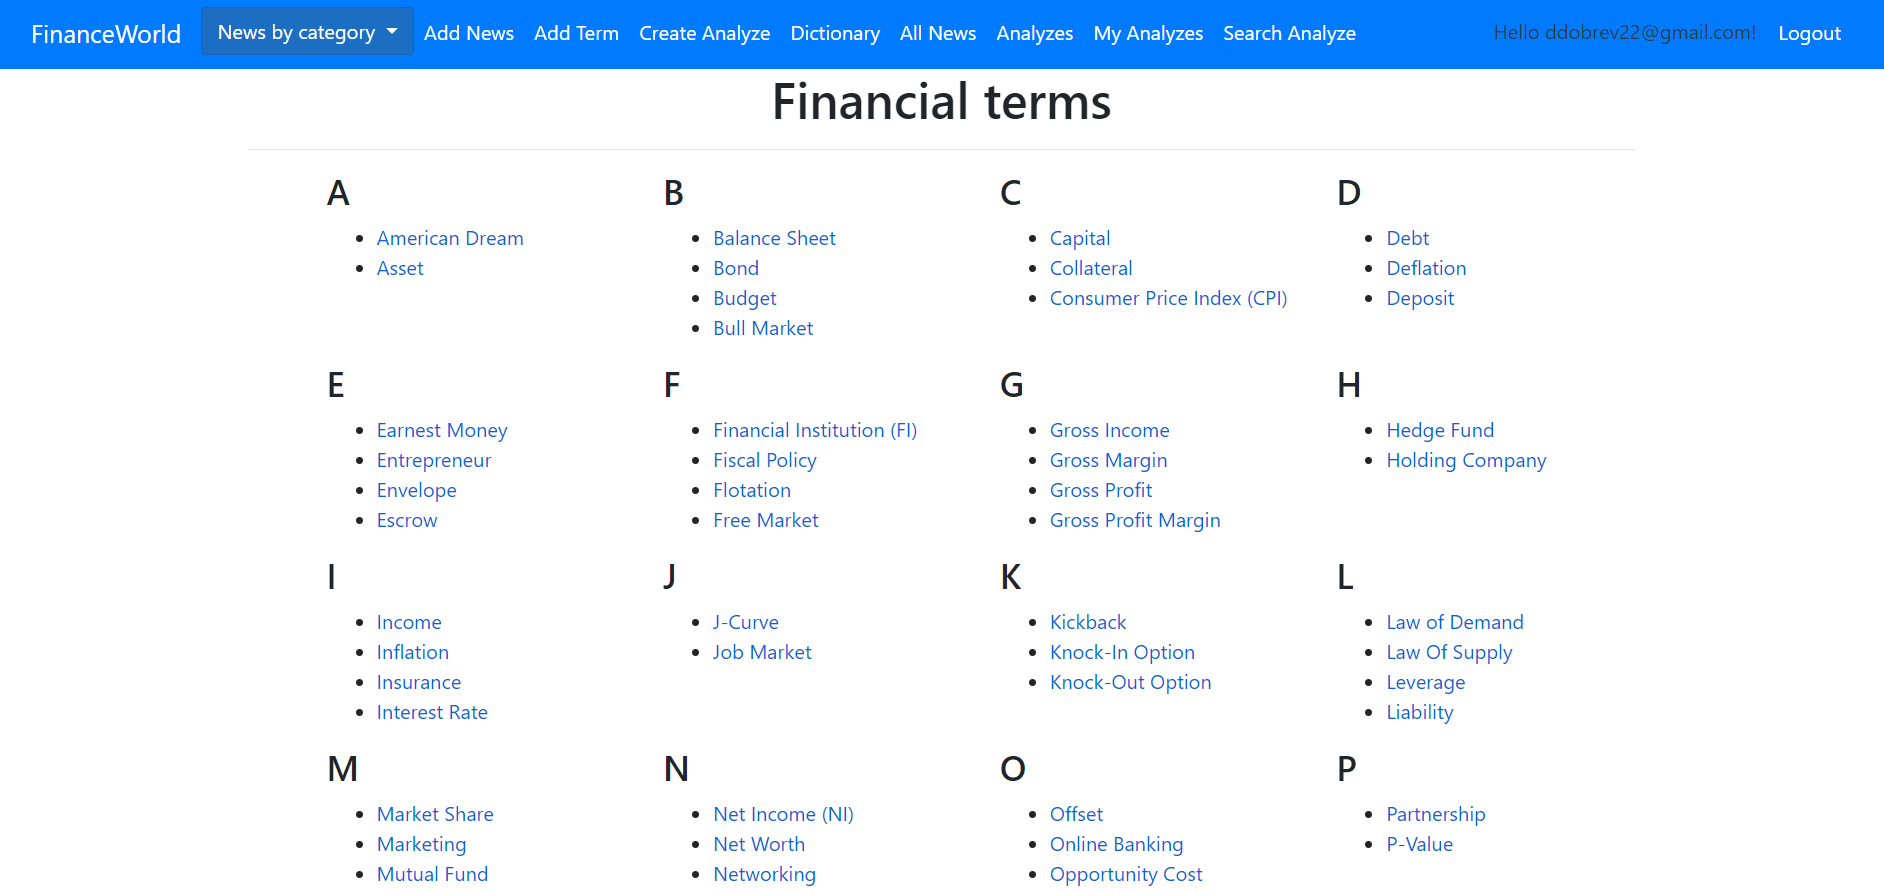 FinanceWorld News by category Add News Add Term Create Analyze Dictionary All News Analyzes My Analyzes Search Analyze Hello ddobrev22@gmail.com! Logout
Financial terms
A
American Dream
Asset
B
Balance Sheet
Bond
Budget
Bull Market
C
Capital
Collateral
Consumer Price Index (CPI)
D
Debt
Deflation
Deposit
E
Earnest Money
Entrepreneur
Envelope
Escrow
F
Financial Institution (FI)
Fiscal Policy
Flotation
Free Market
G
Gross Income
Gross Margin
Gross Profit
Gross Profit Margin
H
Hedge Fund
Holding Company
I
Income
Inflation
Insurance
Interest Rate
J
J-Curve
Job Market
K
Kickback
Knock-In Option
Knock-Out Option
L
Law of Demand
Law Of Supply
Leverage
Liability
M
Market Share
Marketing
Mutual Fund
N
Net Income (NI)
Net Worth
Networking
O
Offset
Online Banking
Opportunity Cost
P
Partnership
P-Value